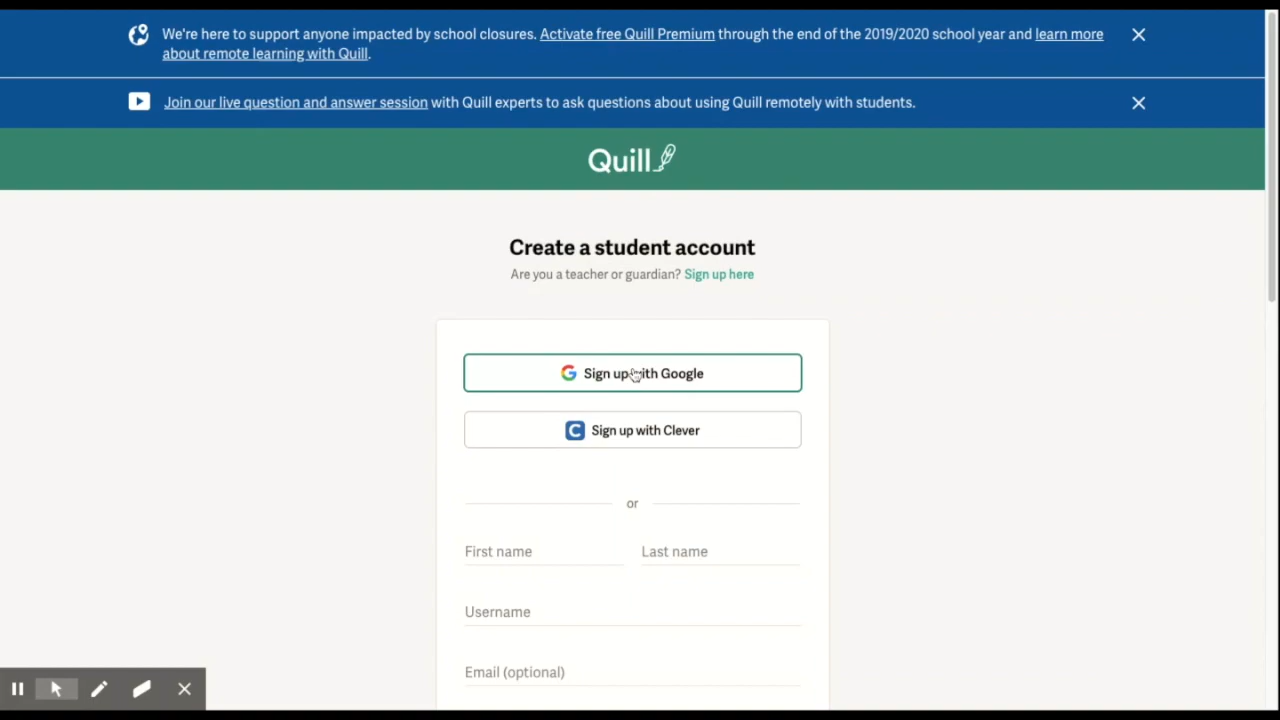 We're here to support anyone impacted by school closures. Activate free Quill Premium through the end of the 2019/2020 school year and learn more
about remote learning with Quill.
Join our live question and answer session with Quill experts to ask questions about using Quill remotely with students.
Quill
Create a student account
Are you a teacher or guardian? Sign up here
Sign up with Google
Sign up with Clever
or
First name Last name
Username
Email (optional)